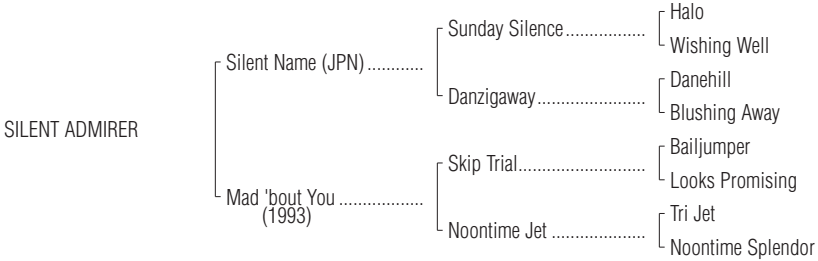 Halo
Sunday Silence.................
Wishing Well
Silent Name (JPN) ............
Danehill
Danzigaway.......................
Blushing Away
SILENT ADMIRER
Bailjumper
Skip Trial...........................
Looks Promising
Mad 'bout You ..................
(1993)
Tri Jet
Noontime Jet ....................
Noontime Splendor